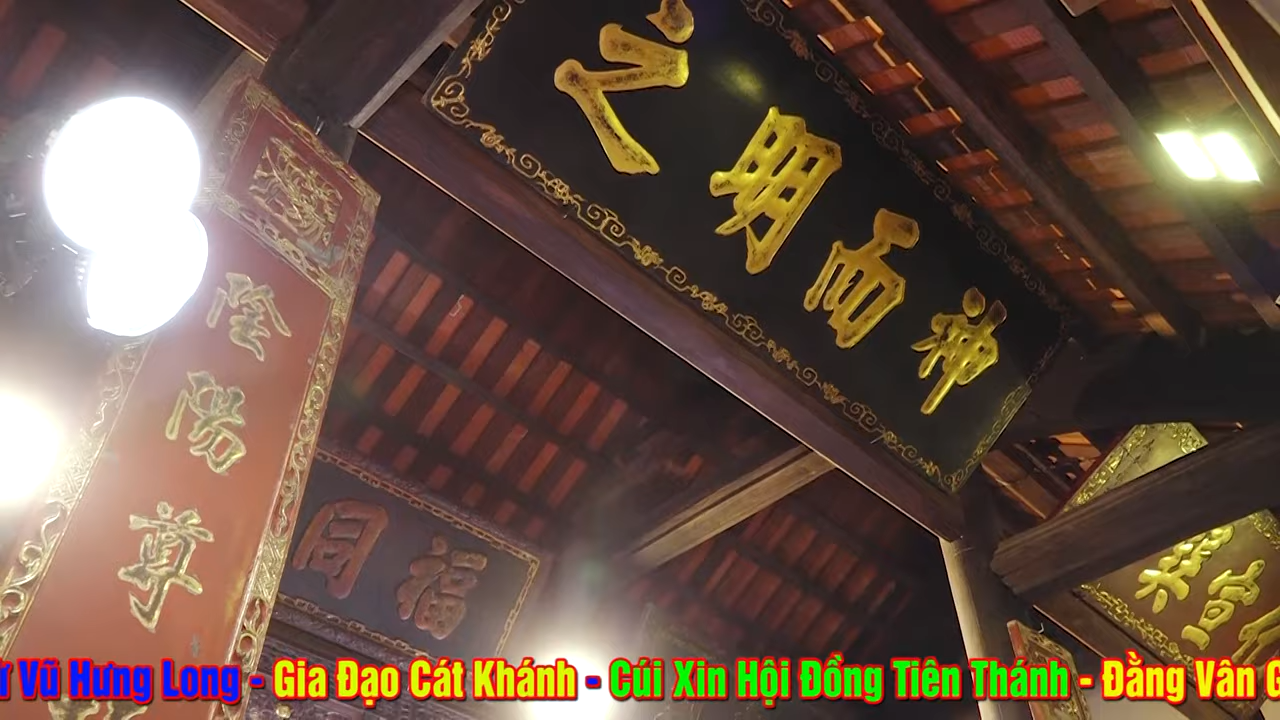 神而明之
陰陽尊
福同
Vũ Hưng Long - Gia Đạo Cát Khánh - Cúi Xin Hội Đồng Tiên Thánh - Đằng Vân